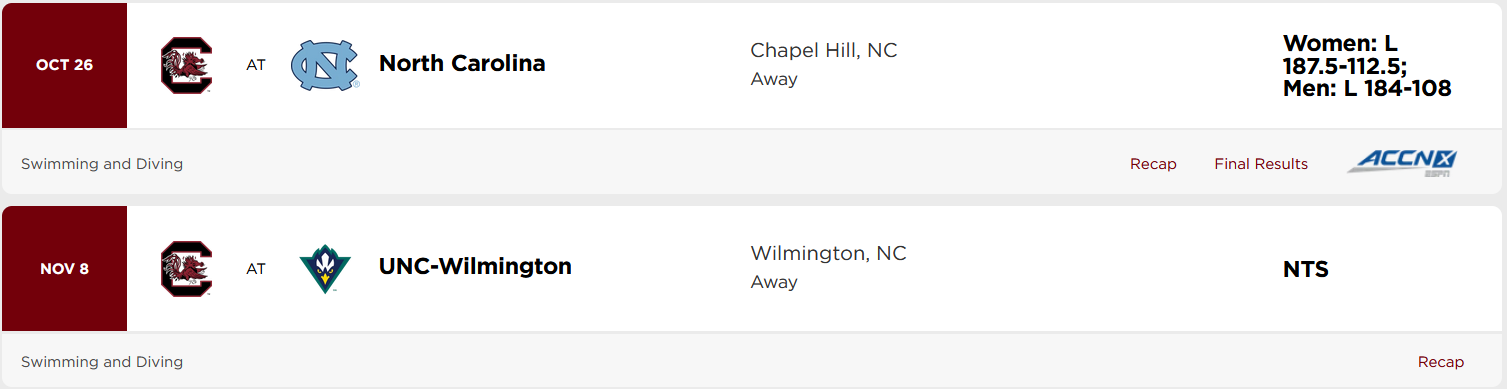 OCT 26
AT
North Carolina
Chapel Hill, NC
Away
Women: L
187.5-112.5;
Men: L 184-108
Swimming and Diving
Recap
Final Results
ACCNX
ESPN
NOV 8
AT
UNC-Wilmington
Wilmington, NC
Away
NTS
Swimming and Diving
Recap